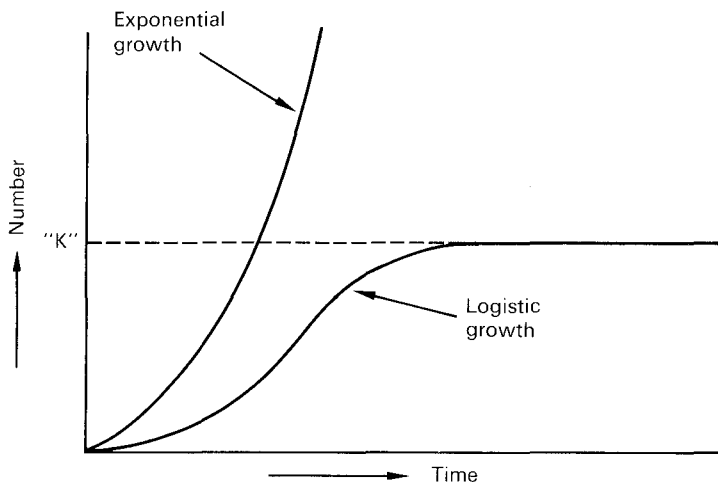 Exponential
growth
Number
"K"
Logistic
growth
Time